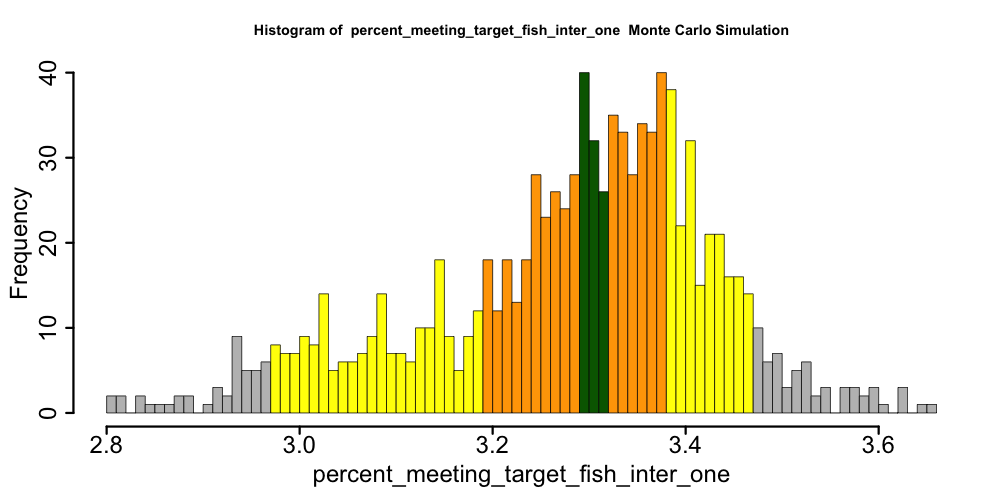 Histogram of  percent_meeting_target_fish_inter_one  Monte Carlo Simulation
40
30
20
10
0
Frequency
2.8 3.0 3.2 3.4 3.6
percent_meeting_target_fish_inter_one